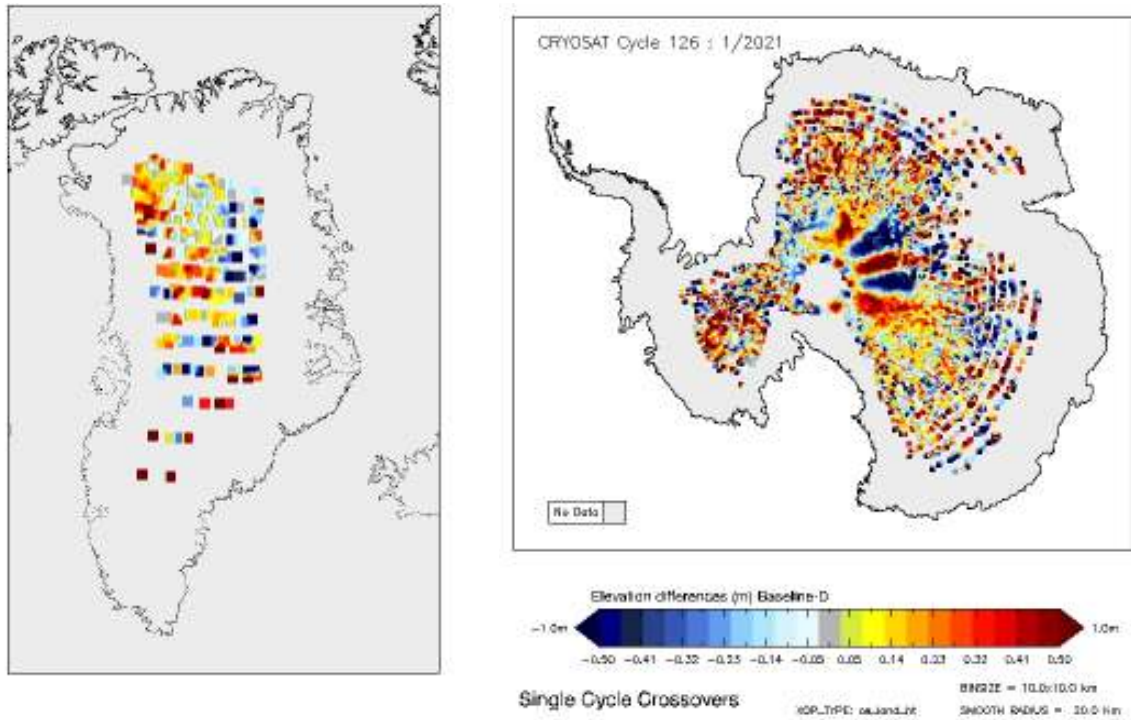 CRYOSAT Cycle 126 : 1/2021
No Data
Elevation differences (m) Baseline-D
-1.0m
1.0m
-0.50 -0.41 -0.32 -0.23 -0.14 -0.05 0.05 0.14 0.23 0.32 0.41 0.50
Single Cycle Crossovers
BINSIZE = 10.0x10.0 km
XOP_TYPE:
SMOOTH RADIUS = 20.0 Km